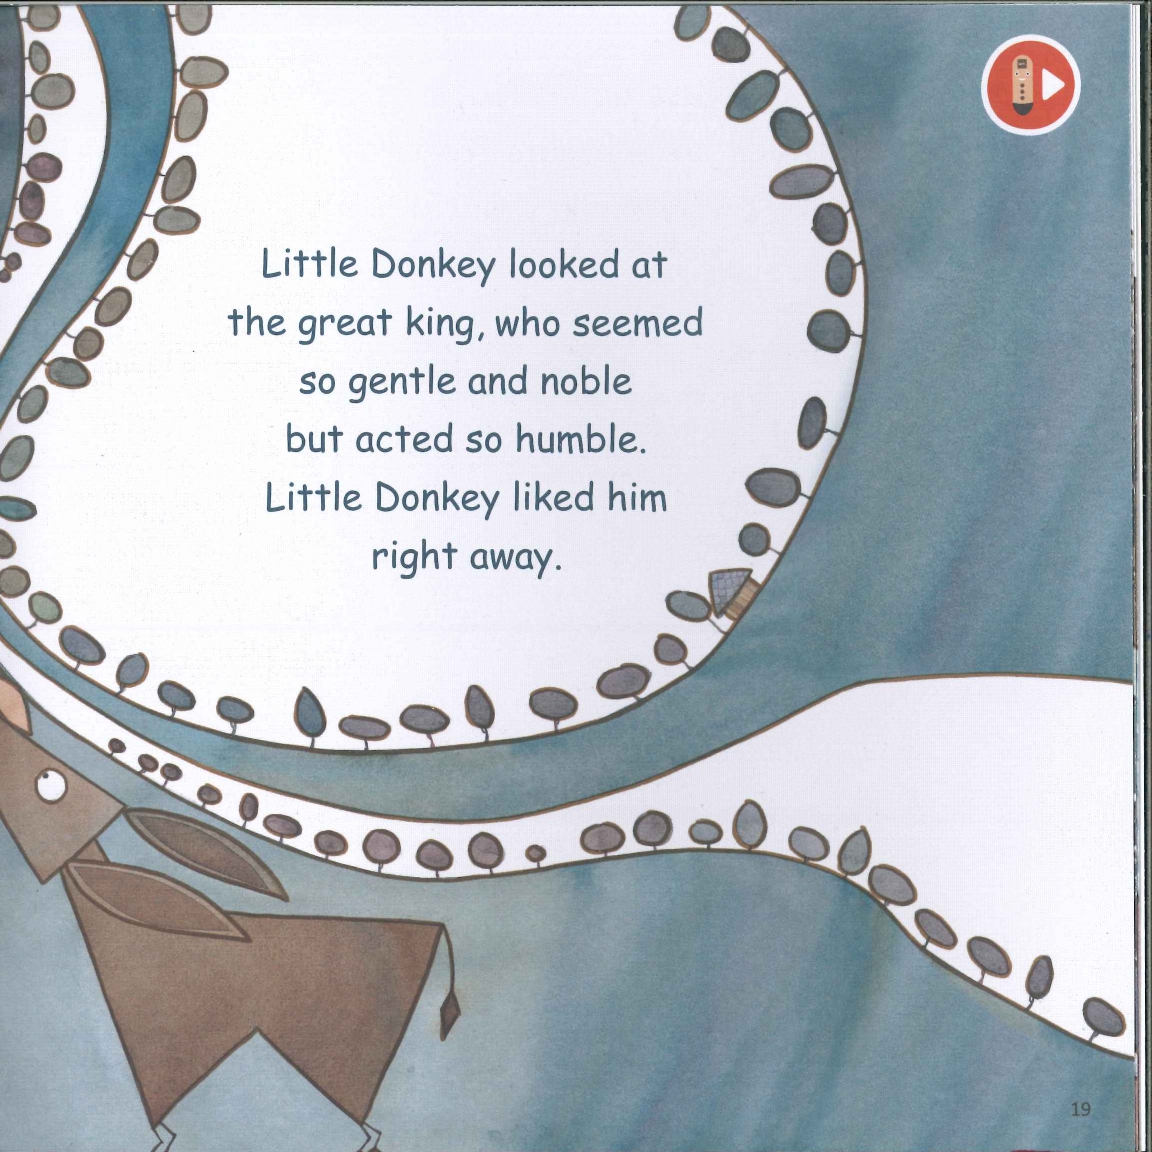 Little Donkey looked at
the great king, who seemed
so gentle and noble
but acted so humble.
Little Donkey liked him
right away.
19